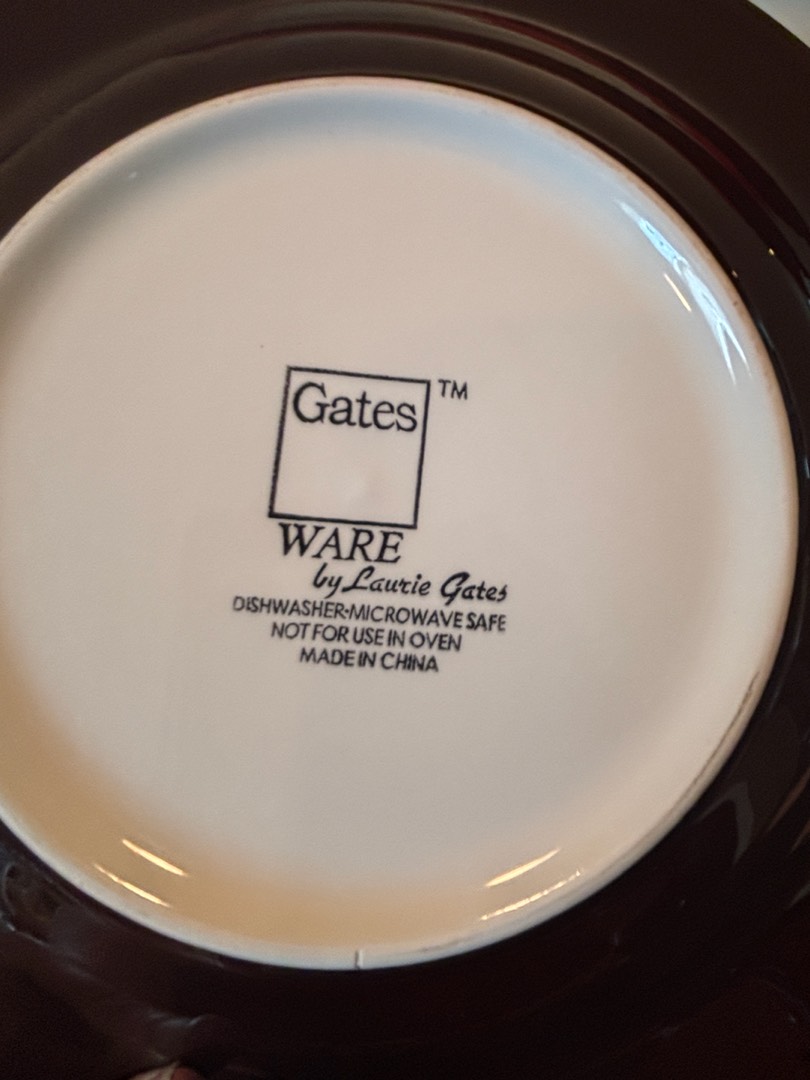 Gates TM
WARE
by Laurie Gates
DISHWASHER-MICROWAVE SAFE
NOT FOR USE IN OVEN
MADE IN CHINA